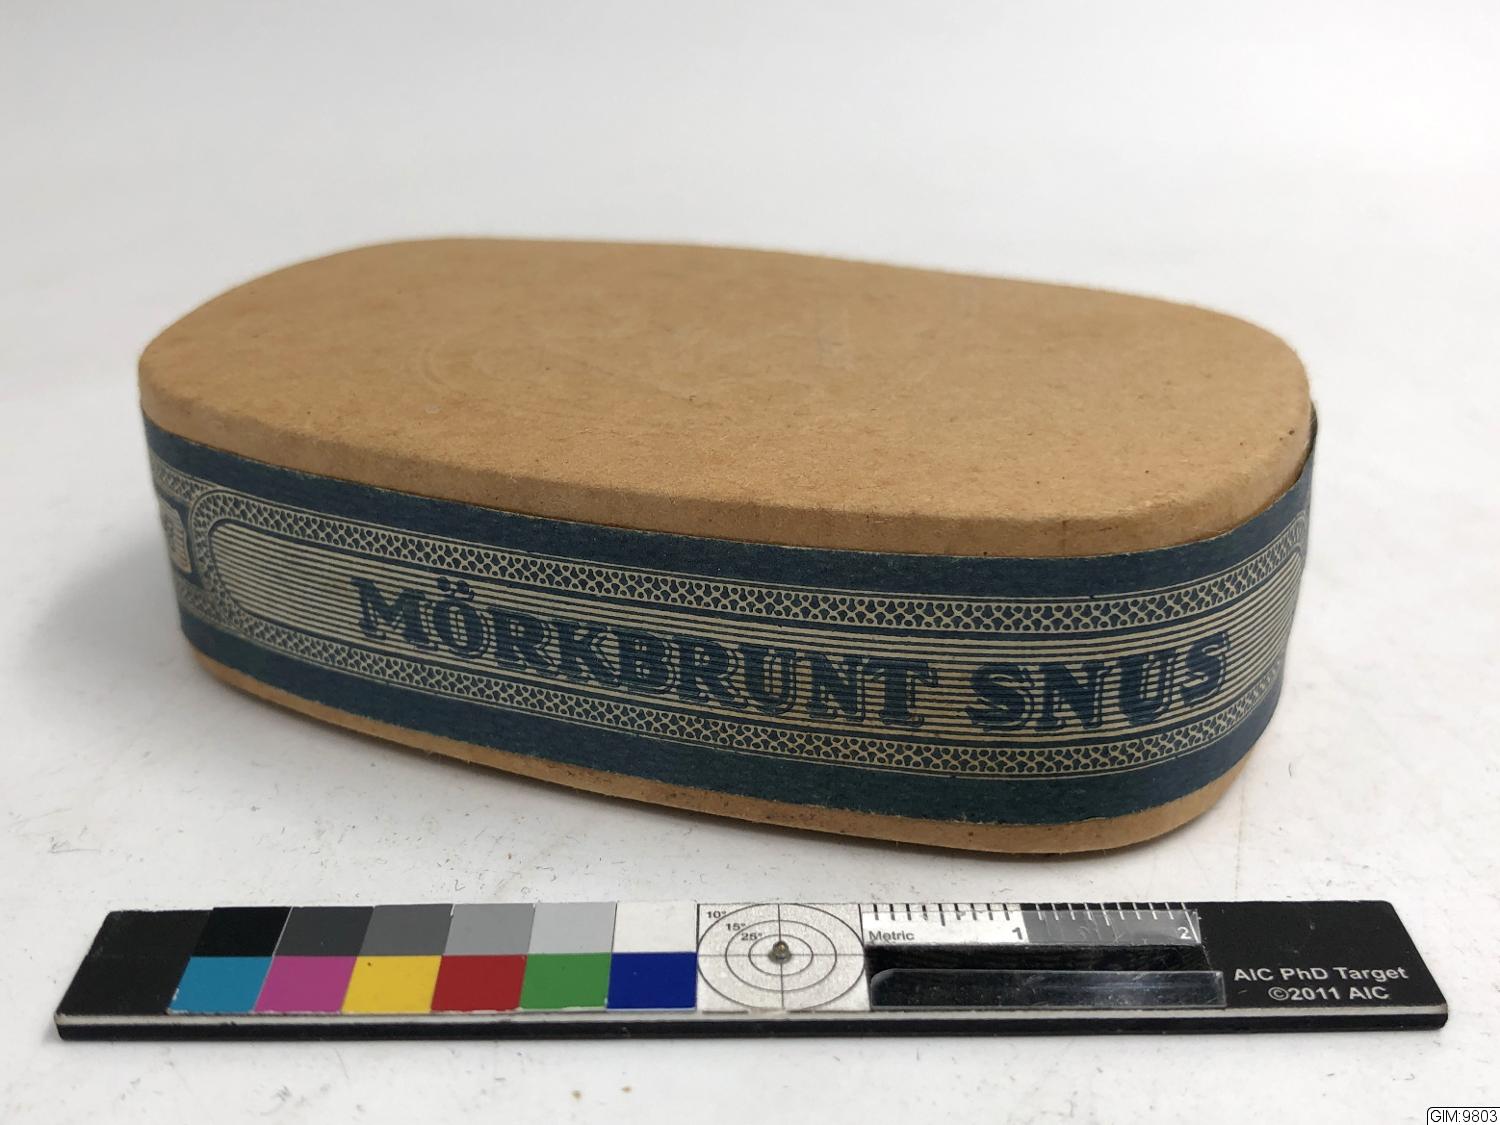 MÖRKBRUNT SNUS
10°
15°
25°
Metric
1
2
AIC PhD Target
©2011 AIC
GIM:9803